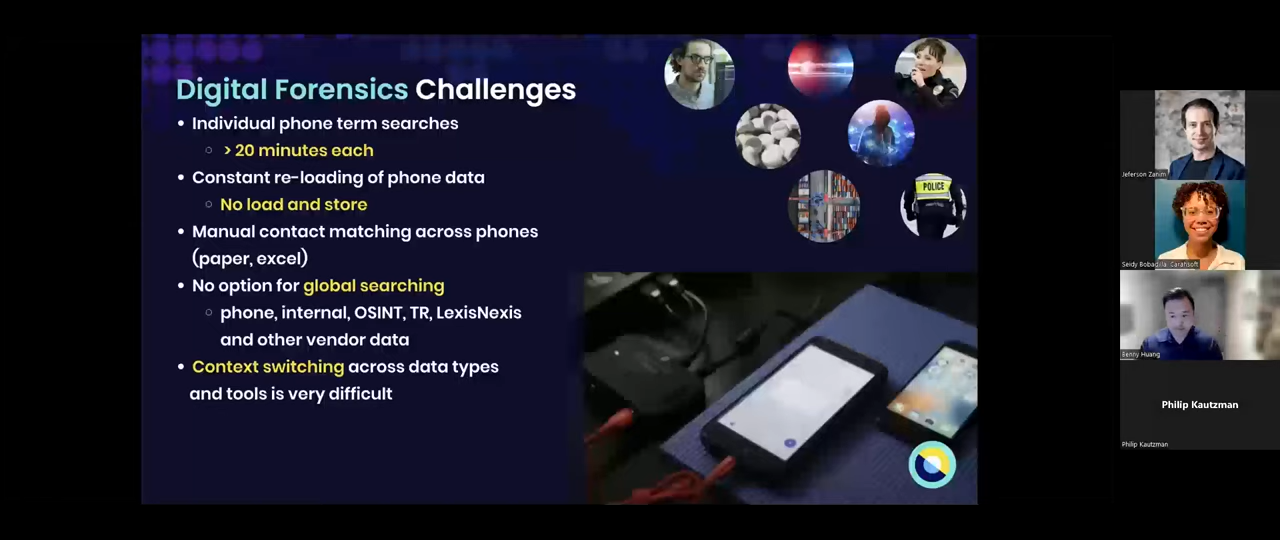 Digital Forensics Challenges
• Individual phone term searches
○ > 20 minutes each
• Constant re-loading of phone data
○ No load and store
• Manual contact matching across phones
(paper, excel)
• No option for global searching
○ phone, internal, OSINT, TR, LexisNexis
and other vendor data
• Context switching across data types
and tools is very difficult
POLICE
Jeferson Zanim
Seidy Bobadilla, Carahsoft
Benny Huang
Philip Kautzman
Philip Kautzman